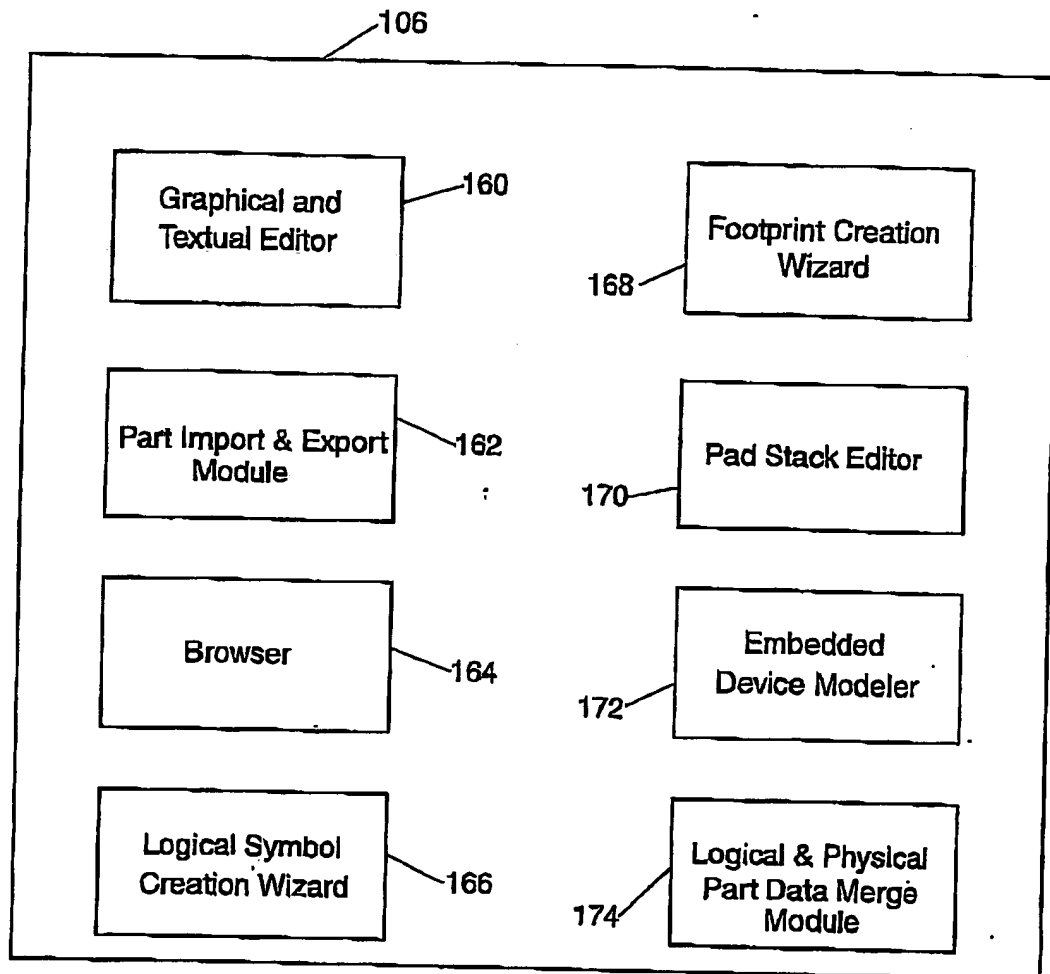 106
Graphical and
Textual Editor
160
Footprint Creation
Wizard
168
Part Import & Export
Module
162
Pad Stack Editor
170
Browser
164
Embedded
Device Modeler
172
Logical Symbol
Creation Wizard
166
Logical & Physical
Part Data Merge
Module
174